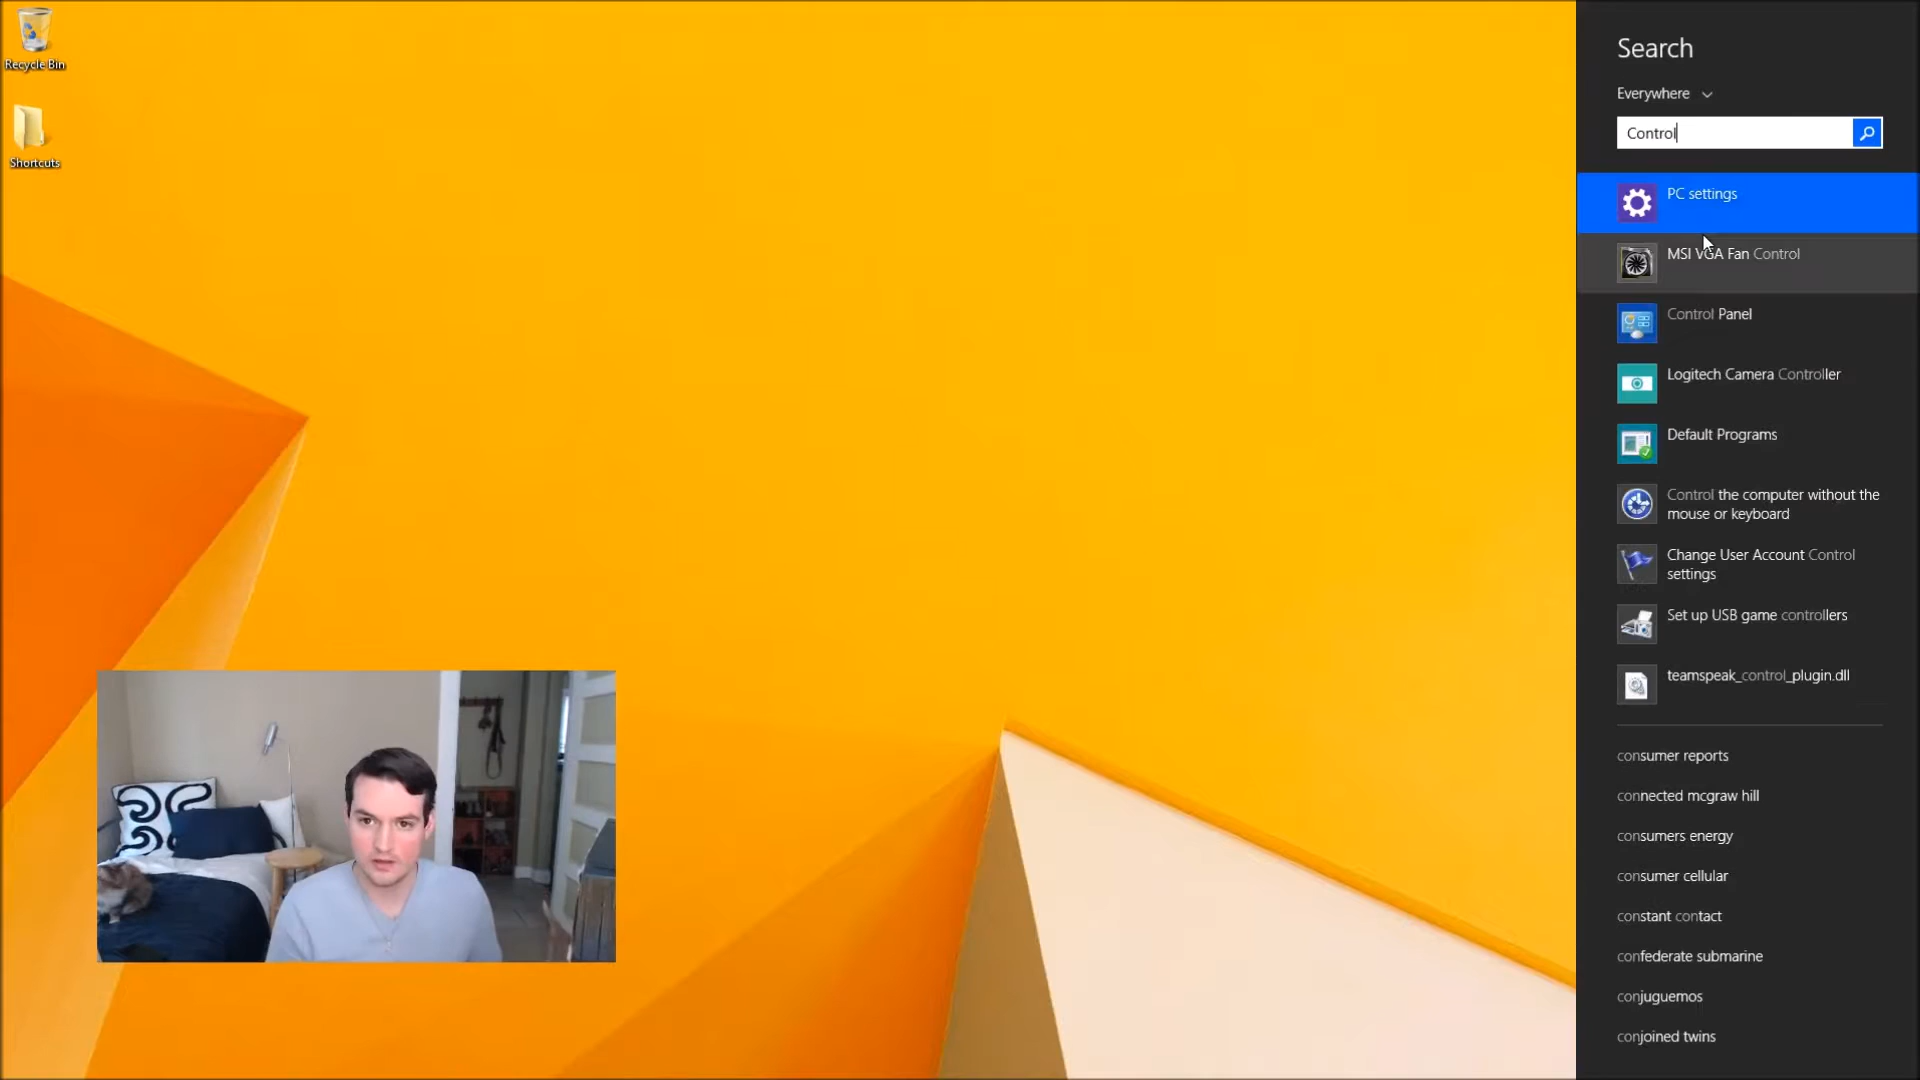 Recycle Bin
Shortcuts
Search
Everywhere
Control
PC settings
MSI VGA Fan Control
Control Panel
Logitech Camera Controller
Default Programs
Control the computer without the
mouse or keyboard
Change User Account Control
settings
Set up USB game controllers
teamspeak_control_plugin.dll
consumer reports
connected mcgraw hill
consumers energy
consumer cellular
constant contact
confederate submarine
conjuguemos
conjoined twins